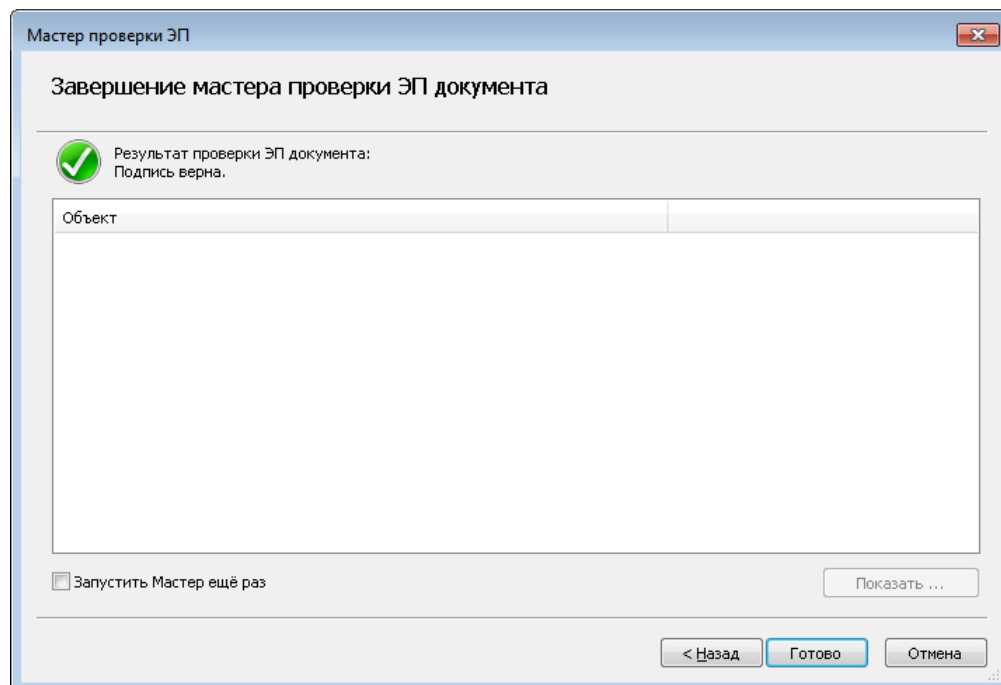 Мастер проверки ЭП
Завершение мастера проверки ЭП документа
Результат проверки ЭП документа:
Подпись верна.
Объект
Запустить Мастер ещё раз
Показать ...
< Назад
Готово
Отмена